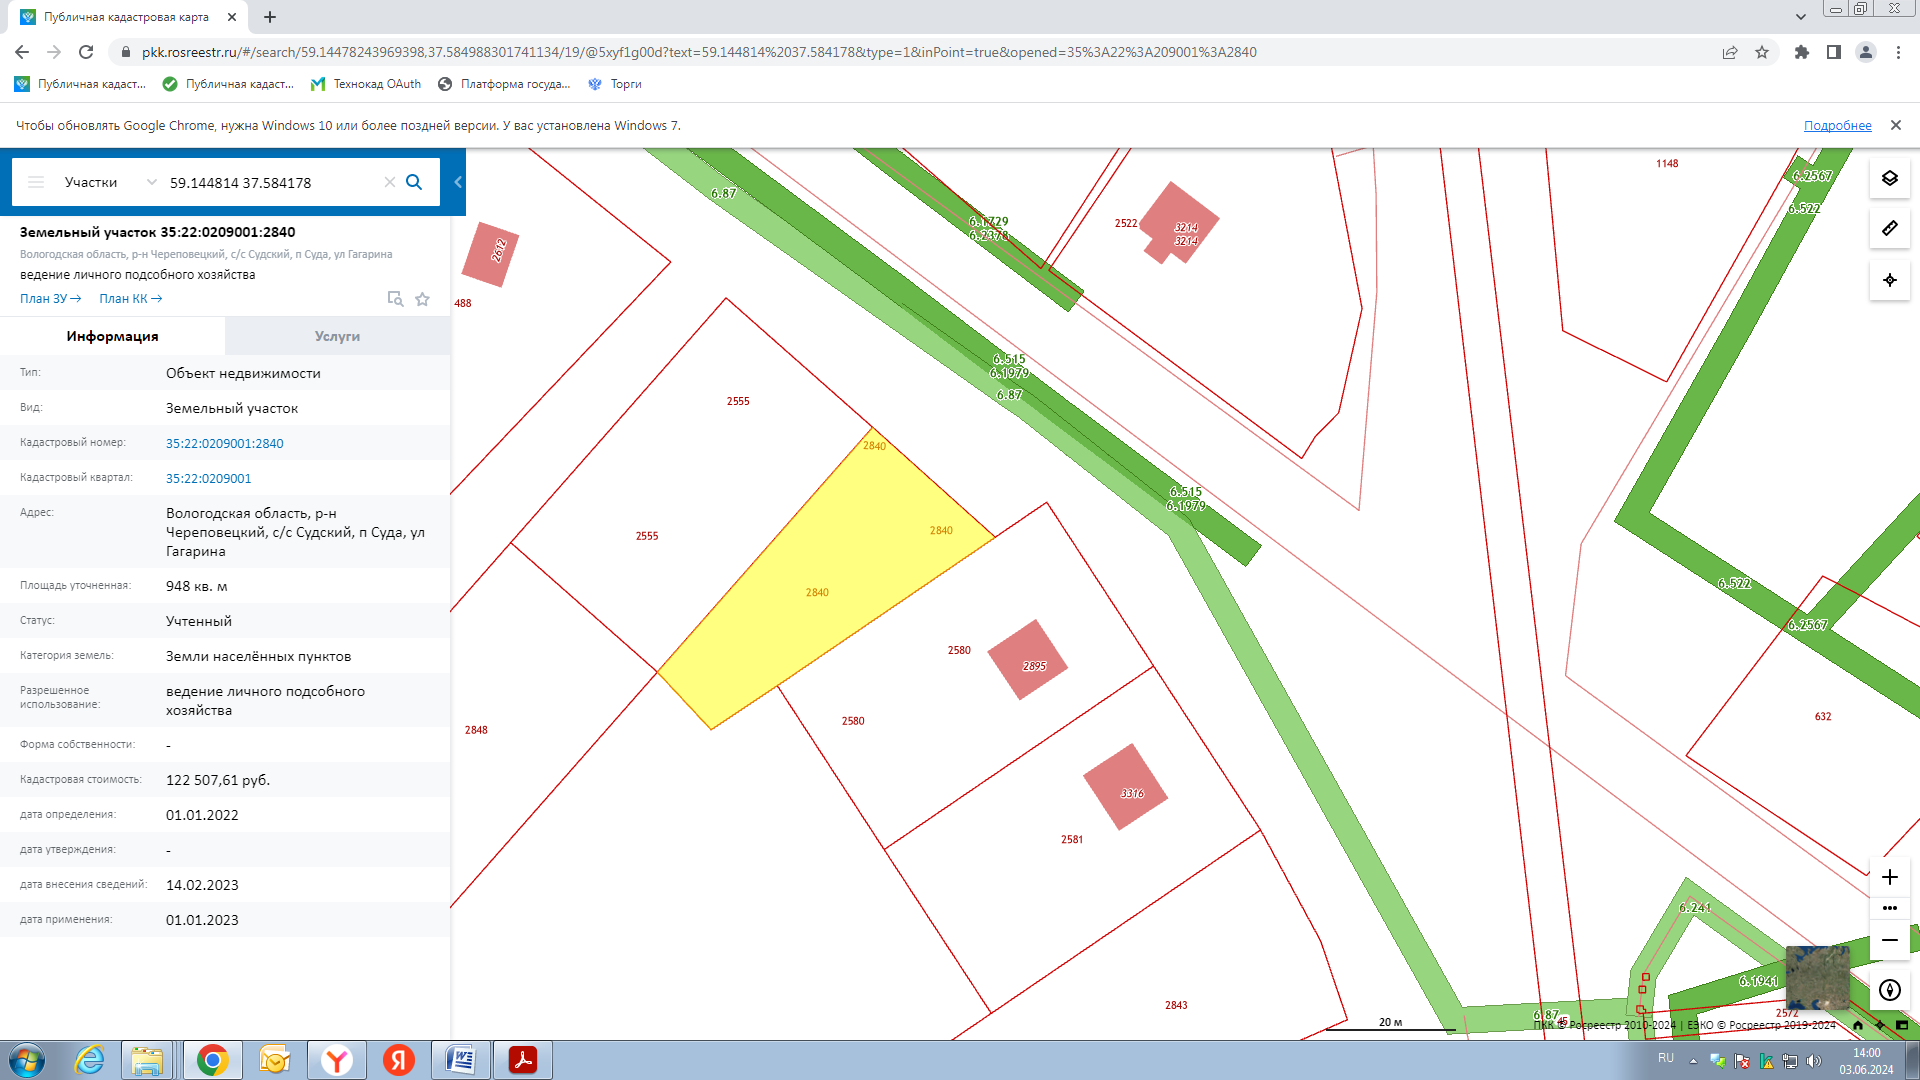 Публичная кадастровая карта
pkk.rosreestr.ru/#/search/59.14478243969398,37.584988301741134/19/@5xyf1g00d?text=59.144814%2037.584178&type=1&inPoint=true&opened=35%3A22%3A209001%3A2840
Публичная кадаст... Публичная кадаст... Технокад OAuth Платформа госуда... Торги
Чтобы обновлять Google Chrome, нужна Windows 10 или более поздней версии. У вас установлена Windows 7. Подробнее
Участки 59.144814 37.584178
Земельный участок 35:22:0209001:2840
Вологодская область, р-н Череповецкий, с/с Судский, п Суда, ул Гагарина
ведение личного подсобного хозяйства
План ЗУ → План КК →
Информация Услуги
Тип: Объект недвижимости
Вид: Земельный участок
Кадастровый номер: 35:22:0209001:2840
Кадастровый квартал: 35:22:0209001
Адрес: Вологодская область, р-н
Череповецкий, с/с Судский, п Суда, ул
Гагарина
Площадь уточненная: 948 кв. м
Статус: Учтенный
Категория земель: Земли населённых пунктов
Разрешенное
использование:
ведение личного подсобного
хозяйства
Форма собственности: -
Кадастровая стоимость: 122 507,61 руб.
дата определения: 01.01.2022
дата утверждения: -
дата внесения сведений: 14.02.2023
дата применения: 01.01.2023
1148
6.2567
6.522
6.87
2522
3214
3214
6.1729
6.2378
2612
488
6.515
6.1979
6.87
2555
2840
6.515
6.1979
2840
2555
6.522
2840
6.2567
2580
2895
632
2580
2848
3316
2581
6.241
6.1941
2843
6.87
45
2572
20 м
ПКК © Росреестр 2010-2024 | ЕЭКО © Росреестр 2019-2024
RU
14:00
03.06.2024